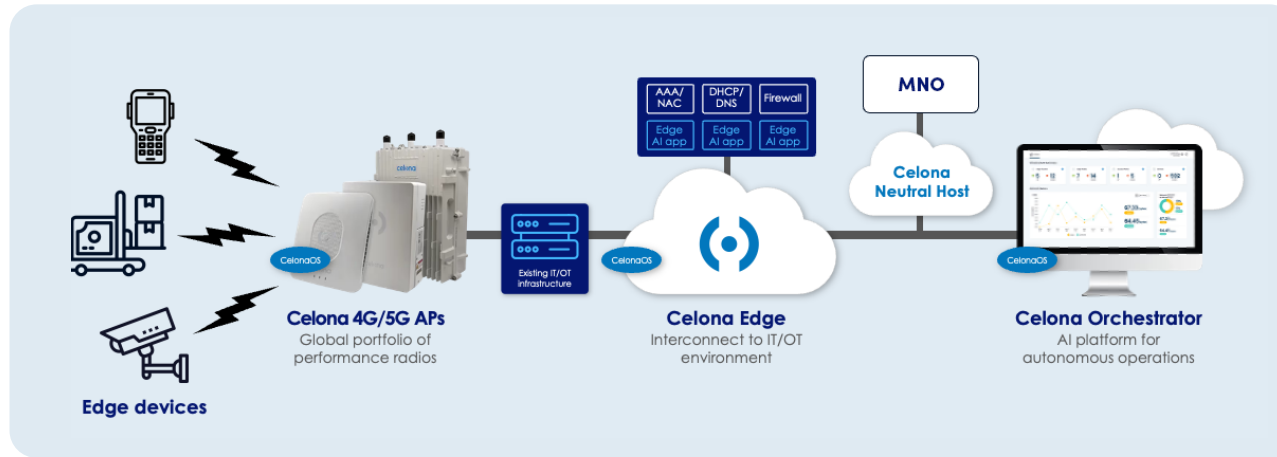 AAA/
NAC
DHCP/
DNS
Firewall
Edge
AI app
Edge
AI app
Edge
AI app
MNO
Celona
Neutral Host
celona
CelonaOS
Existing IT/OT
infrastructure
CelonaOS
CelonaOS
Celona 4G/5G APs
Global portfolio of
performance radios
Celona Edge
Interconnect to IT/OT
environment
Celona Orchestrator
AI platform for
autonomous operations
Edge devices